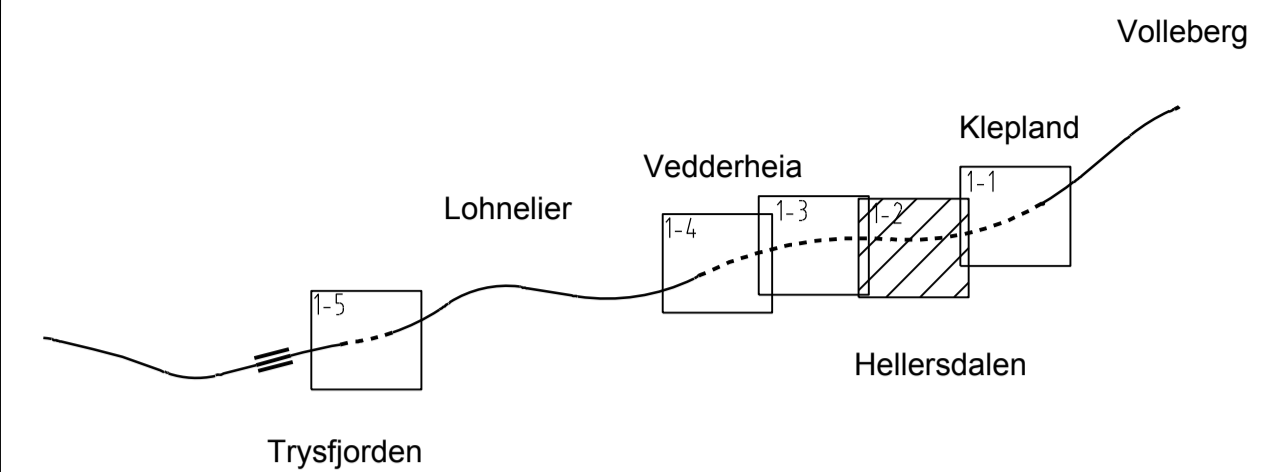 Volleberg
Klepland
Vedderheia
1-1
Lohnelier
1-3
1-2
1-4
1-5
Hellersdalen
Trysfjorden